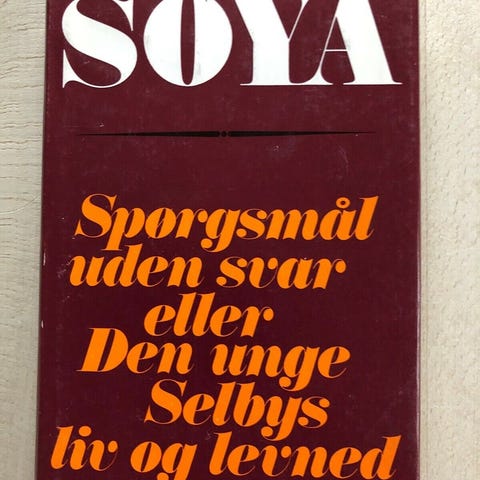 SOYA
Spørgsmål
uden svar
eller
Den unge
Selbys
liv og levned